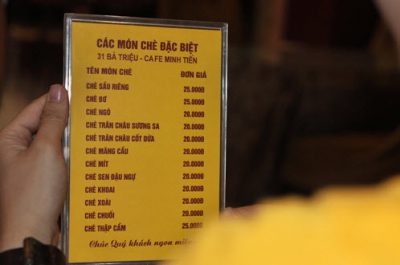 CÁC MÓN CHÈ ĐẶC BIỆT
31 BÀ TRIỆU - CAFE MINH TIẾN
TÊN MÓN CHÈ ĐƠN GIÁ
CHÈ SẦU RIÊNG 25.000Đ
CHÈ BƠ 25.000Đ
CHÈ NGÔ 20.000Đ
CHÈ TRÂN CHÂU SƯƠNG SA 20.000Đ
CHÈ TRÂN CHÂU CỐT DỪA 20.000Đ
CHÈ MÃNG CẦU 20.000Đ
CHÈ MÍT 20.000Đ
CHÈ SEN ĐẬU NGỰ 20.000Đ
CHÈ KHOAI 20.000Đ
CHÈ XOÀI 20.000Đ
CHÈ CHUỐI 20.000Đ
CHÈ THẬP CẨM 25.000Đ
Chúc Quý khách ngon